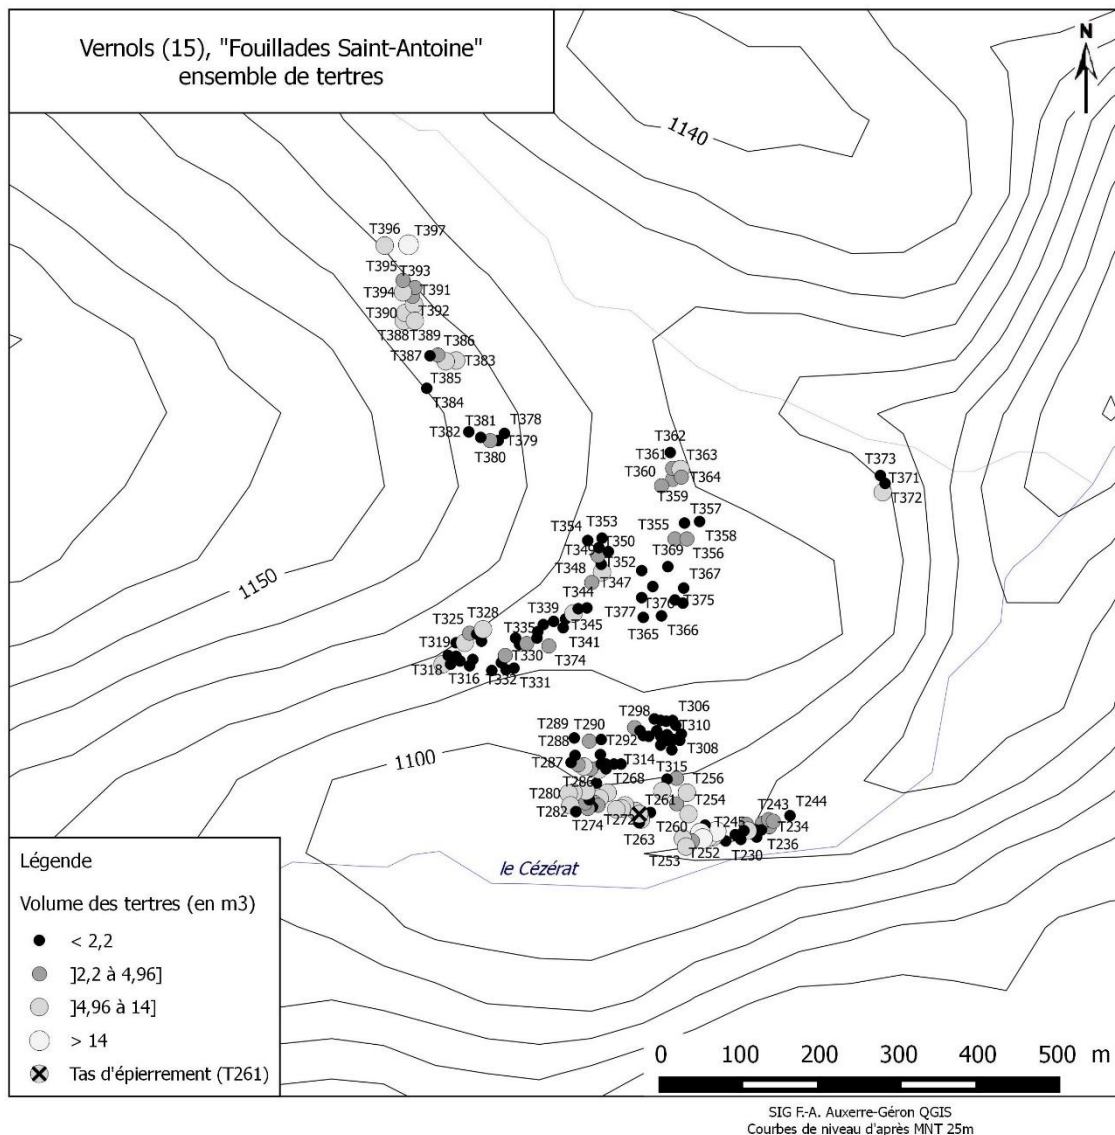 Vernols (15), "Fouillades Saint-Antoine"
ensemble de tertres
N
1140
T396 T397
T395 T393
T394 T391
T390 T392
T388 T389 T386
T387 T383
T385
T384
T381 T378
T382 T379
T380
T362
T361 T363
T360 T364
T359
T373
T371
T372
T357
T354 T353 T355 T358
T349 T350
T352 T369 T356
T348
T347 T367
T344 T376 T375
T377
T339 T345 T365 T366
T341
T325 T328 T335
T319 T330 T374
T318 T316 T332 T331
1150
T298 T306
T289 T290 T310
T288 T292 T308
T287 T314 T315
1100
T286 T268 T256
T280 T261 T254
T282 T274 T272 T260 T245 T243 T244
T263 T234
T253 T252 T230 T236
le Cézérat
Légende
Volume des tertres (en m3)
< 2,2
]2,2 à 4,96]
]4,96 à 14]
> 14
Tas d'épierrement (T261)
0 100 200 300 400 500 m
SIG F.-A. Auxerre-Géron QGIS
Courbes de niveau d'après MNT 25m